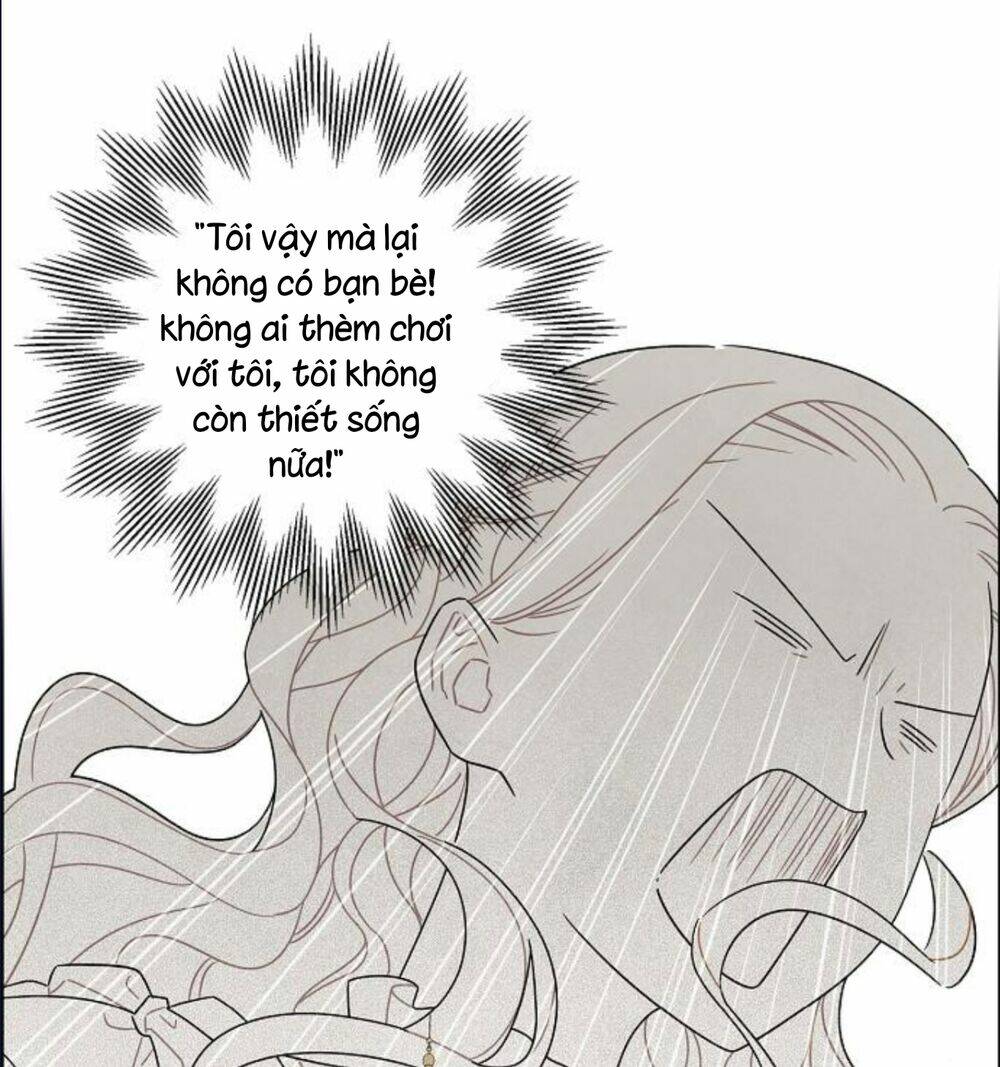 "Tôi vậy mà lại
không có bạn bè!
không ai thèm chơi
với tôi, tôi không
còn thiết sống
nữa!"